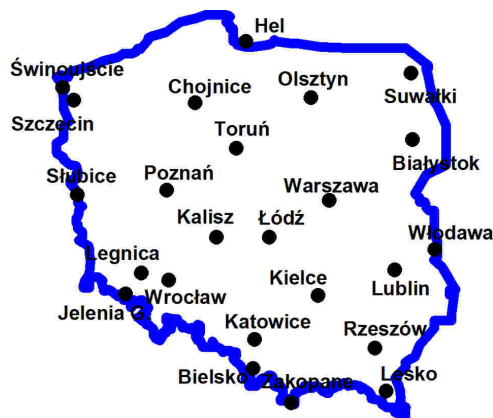 Hel
Świnoujście
Chojnice
Olsztyn
Suwałki
Szczecin
Toruń
Białystok
Słubice
Poznań
Warszawa
Kalisz
Łódź
Włodawa
Legnica
Wrocław
Kielce
Lublin
Jelenia G.
Katowice
Rzeszów
Bielsko
Zakopane
Lesko